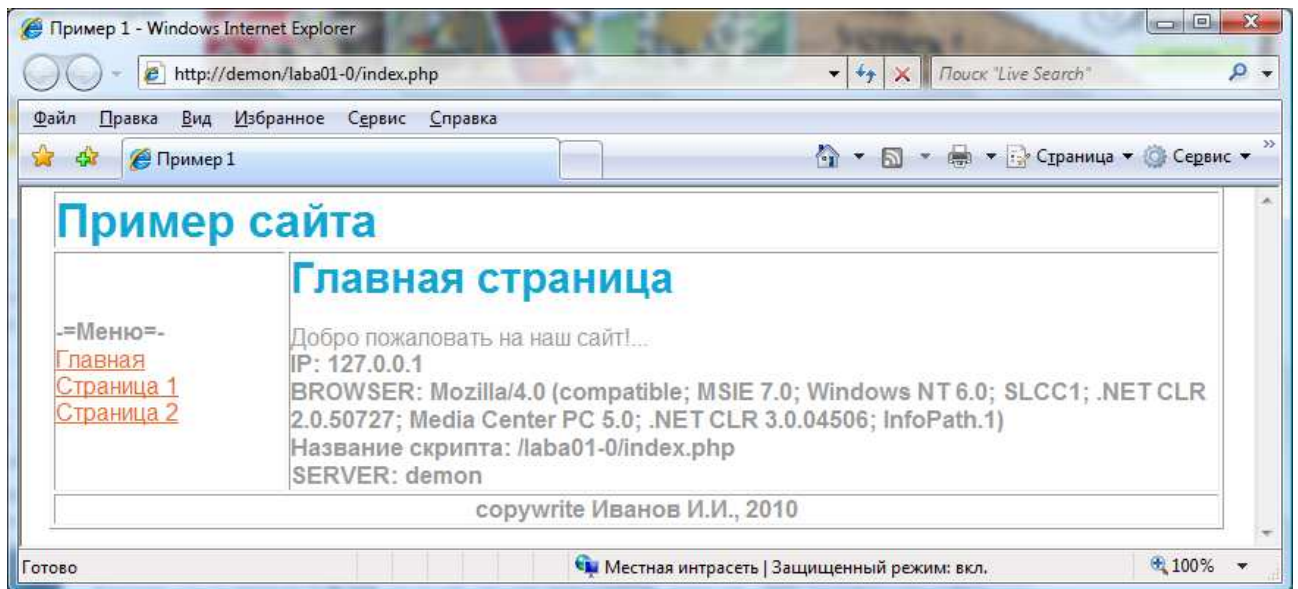 Пример 1 - Windows Internet Explorer
http://demon/laba01-0/index.php
Поиск "Live Search"
Файл Правка Вид Избранное Сервис Справка
Пример 1
Страница Сервис
Пример сайта
Главная страница
-=Меню=-
Главная
Страница 1
Страница 2
Добро пожаловать на наш сайт!...
IP: 127.0.0.1
BROWSER: Mozilla/4.0 (compatible; MSIE 7.0; Windows NT 6.0; SLCC1; .NET CLR
2.0.50727; Media Center PC 5.0; .NET CLR 3.0.04506; InfoPath.1)
Название скрипта: /laba01-0/index.php
SERVER: demon
copywrite Иванов И.И., 2010
Готово
Местная интрасеть | Защищенный режим: вкл.
100%